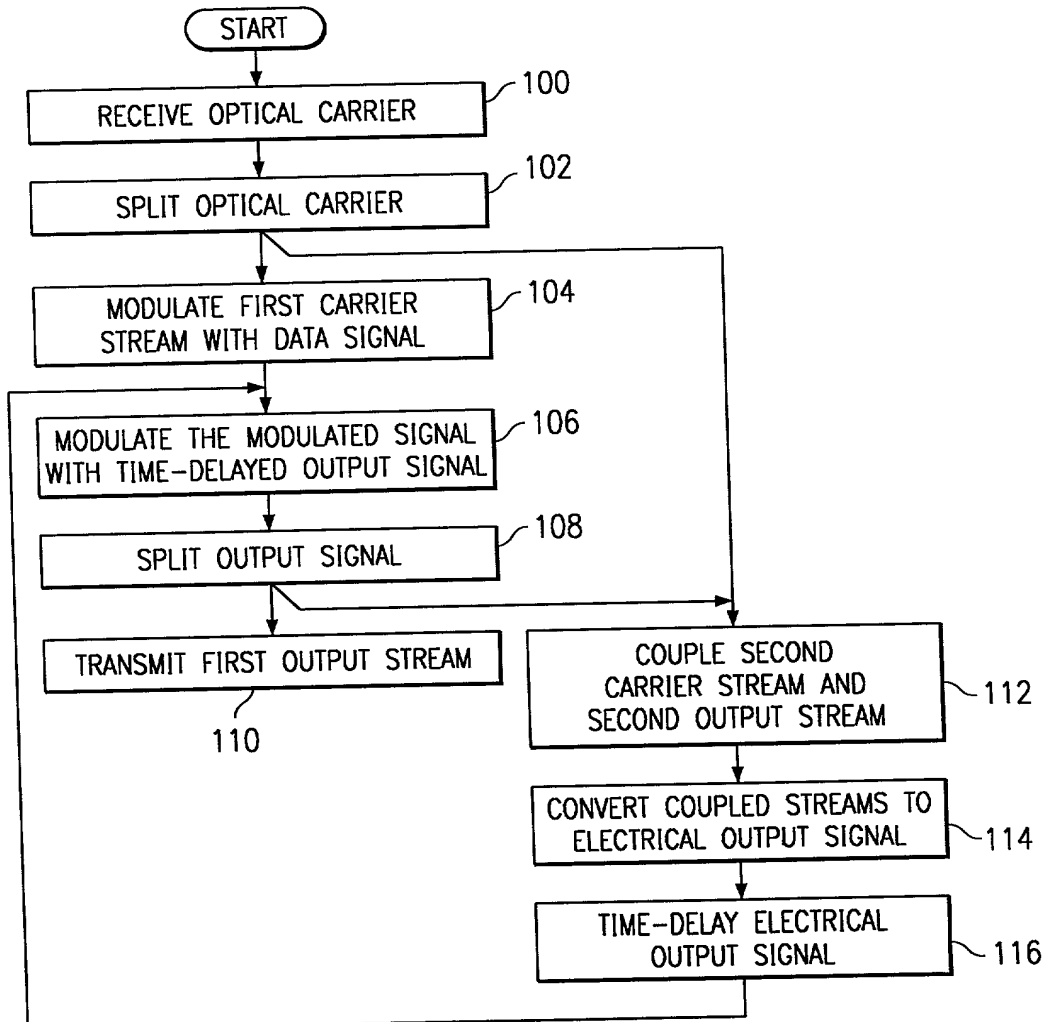 START
RECEIVE OPTICAL CARRIER
100
SPLIT OPTICAL CARRIER
102
MODULATE FIRST CARRIER
STREAM WITH DATA SIGNAL
104
MODULATE THE MODULATED SIGNAL
WITH TIME-DELAYED OUTPUT SIGNAL
106
SPLIT OUTPUT SIGNAL
108
TRANSMIT FIRST OUTPUT STREAM
110
COUPLE SECOND
CARRIER STREAM AND
SECOND OUTPUT STREAM
112
CONVERT COUPLED STREAMS TO
ELECTRICAL OUTPUT SIGNAL
114
TIME-DELAY ELECTRICAL
OUTPUT SIGNAL
116